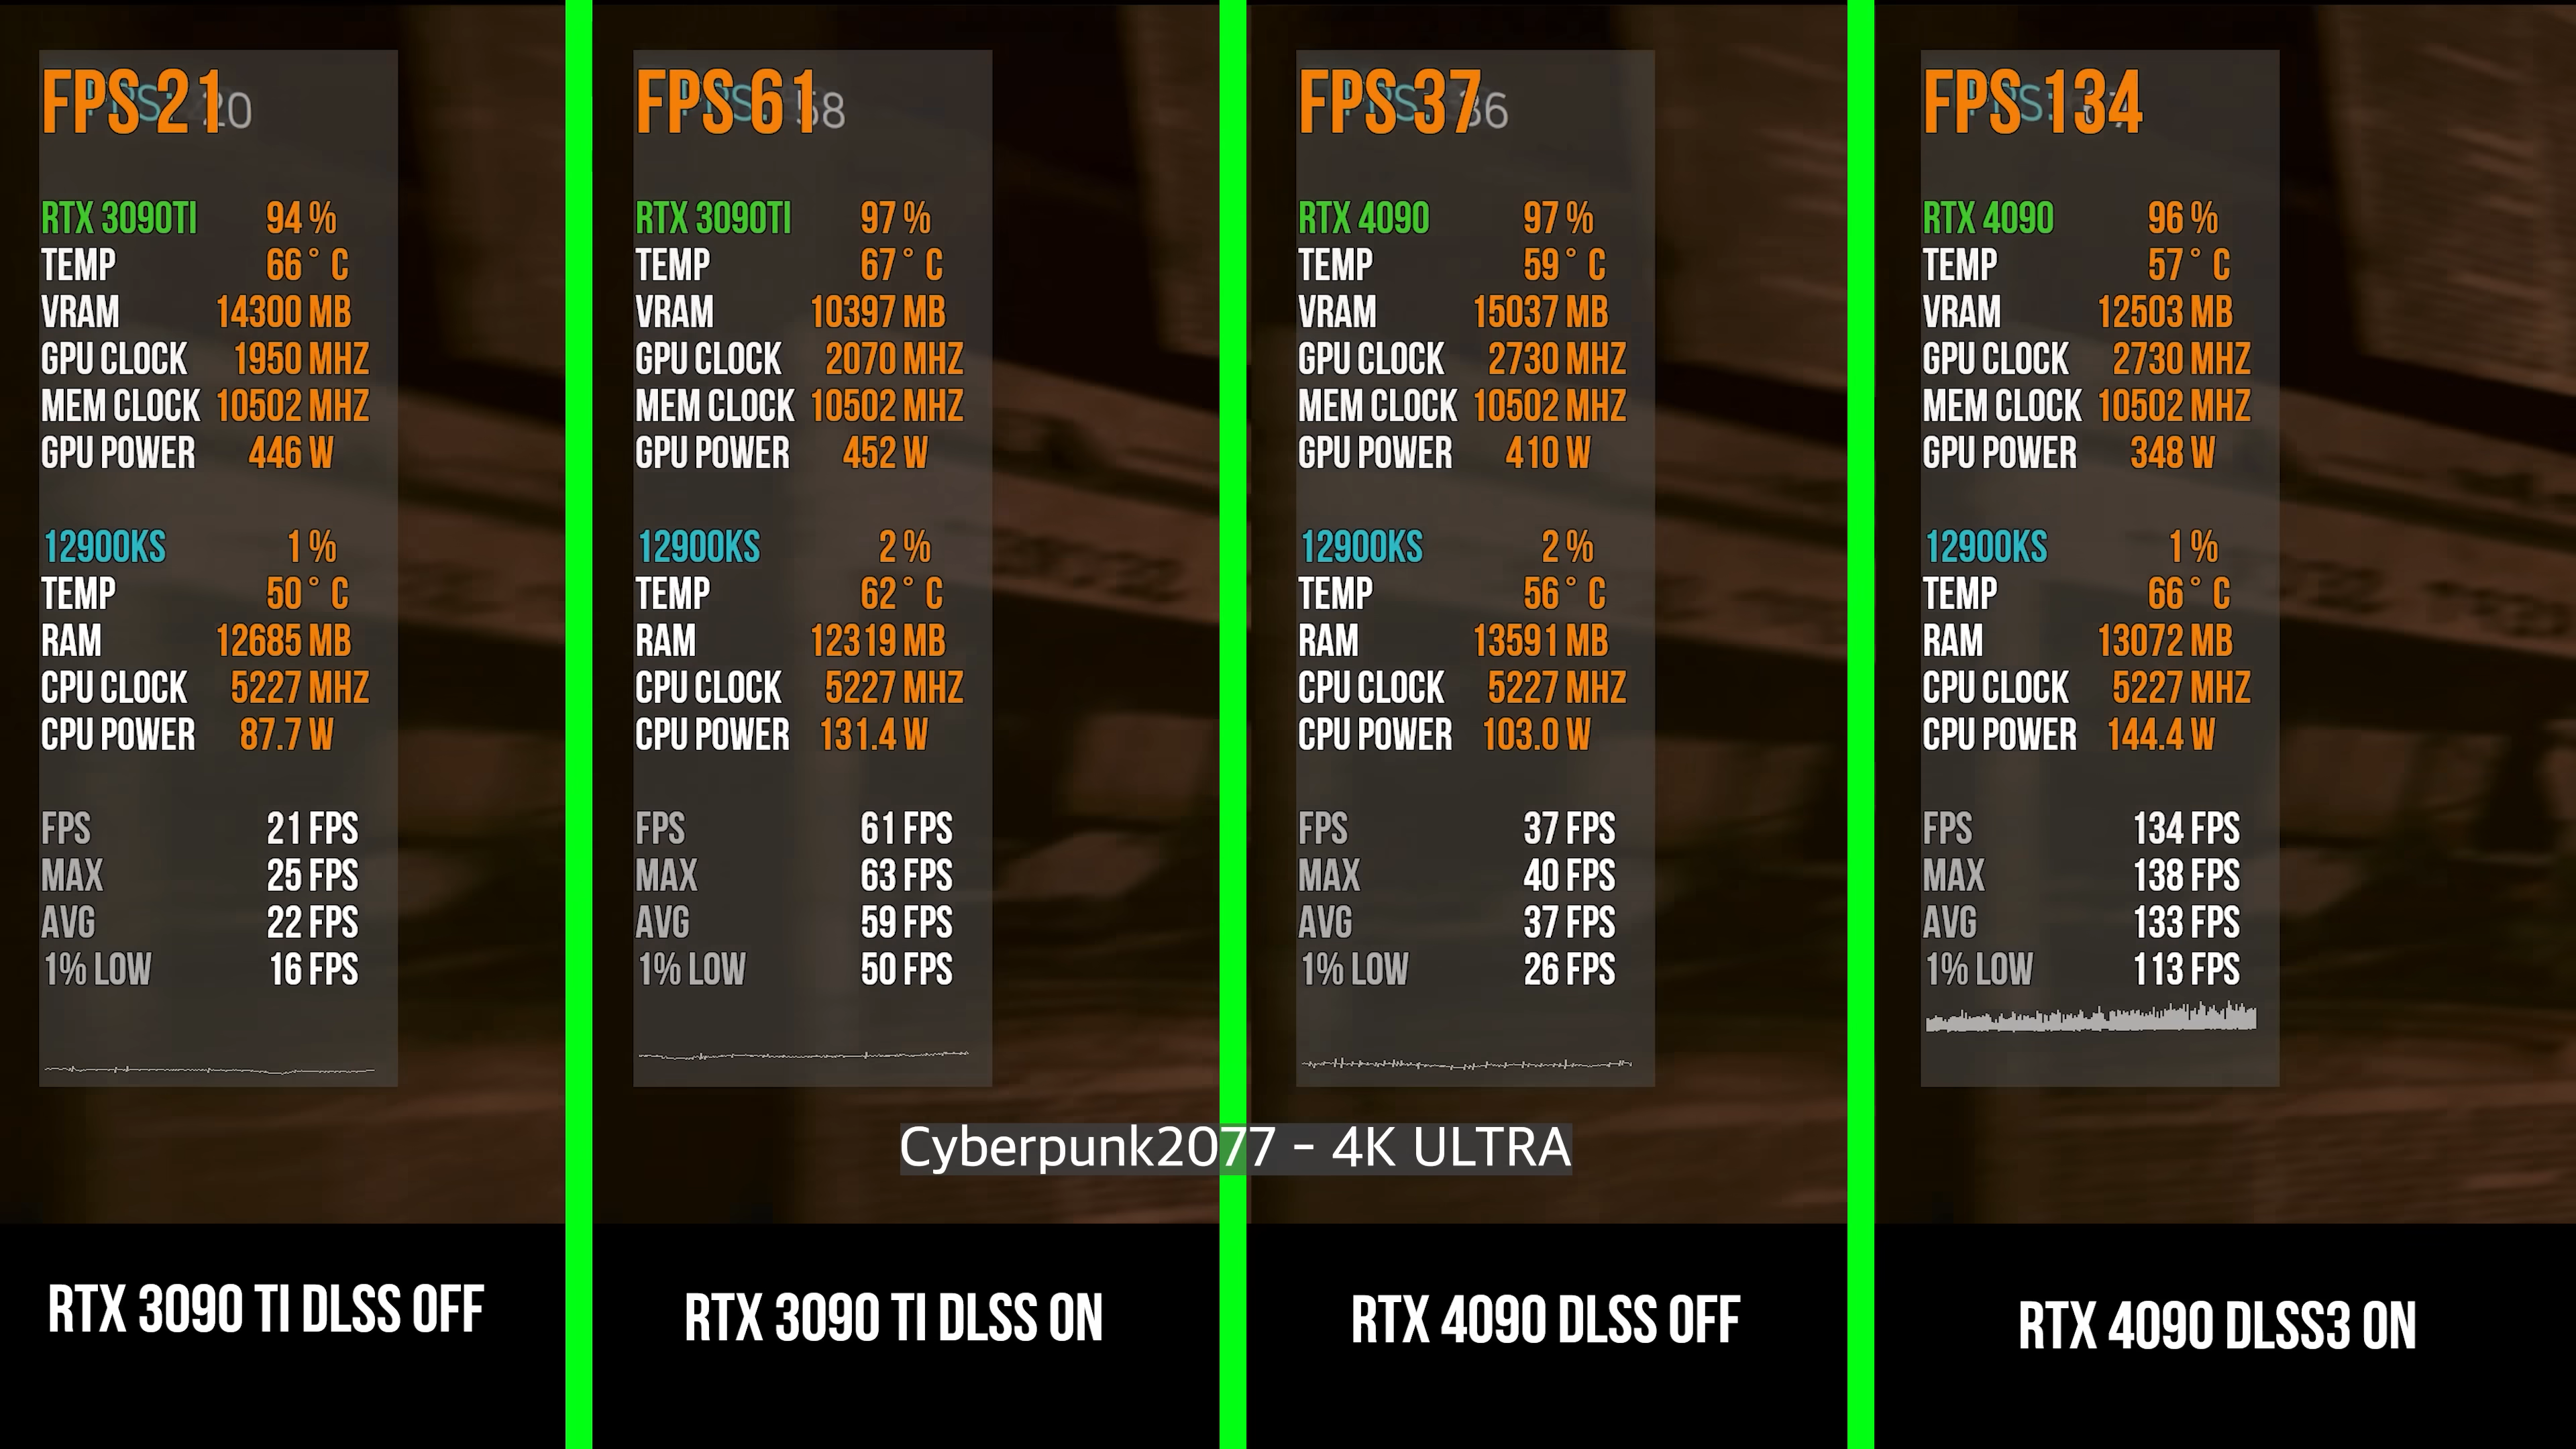 FPS 21
FPS: 20
RTX 3090TI 94 %
TEMP 66° C
VRAM 14300 MB
GPU CLOCK 1950 MHZ
MEM CLOCK 10502 MHZ
GPU POWER 446 W
12900KS 1 %
TEMP 50° C
RAM 12685 MB
CPU CLOCK 5227 MHZ
CPU POWER 87.7 W
FPS 21 FPS
MAX 25 FPS
AVG 22 FPS
1% LOW 16 FPS
RTX 3090 TI DLSS OFF
FPS 61
FPS: 58
RTX 3090TI 97 %
TEMP 67° C
VRAM 10397 MB
GPU CLOCK 2070 MHZ
MEM CLOCK 10502 MHZ
GPU POWER 452 W
12900KS 2 %
TEMP 62° C
RAM 12319 MB
CPU CLOCK 5227 MHZ
CPU POWER 131.4 W
FPS 61 FPS
MAX 63 FPS
AVG 59 FPS
1% LOW 50 FPS
RTX 3090 TI DLSS ON
FPS 37
FPS: 36
RTX 4090 97 %
TEMP 59° C
VRAM 15037 MB
GPU CLOCK 2730 MHZ
MEM CLOCK 10502 MHZ
GPU POWER 410 W
12900KS 2 %
TEMP 56° C
RAM 13591 MB
CPU CLOCK 5227 MHZ
CPU POWER 103.0 W
FPS 37 FPS
MAX 40 FPS
AVG 37 FPS
1% LOW 26 FPS
RTX 4090 DLSS OFF
FPS 134
FPS:
RTX 4090 96 %
TEMP 57° C
VRAM 12503 MB
GPU CLOCK 2730 MHZ
MEM CLOCK 10502 MHZ
GPU POWER 348 W
12900KS 1 %
TEMP 66° C
RAM 13072 MB
CPU CLOCK 5227 MHZ
CPU POWER 144.4 W
FPS 134 FPS
MAX 138 FPS
AVG 133 FPS
1% LOW 113 FPS
RTX 4090 DLSS3 ON
Cyberpunk2077 - 4K ULTRA